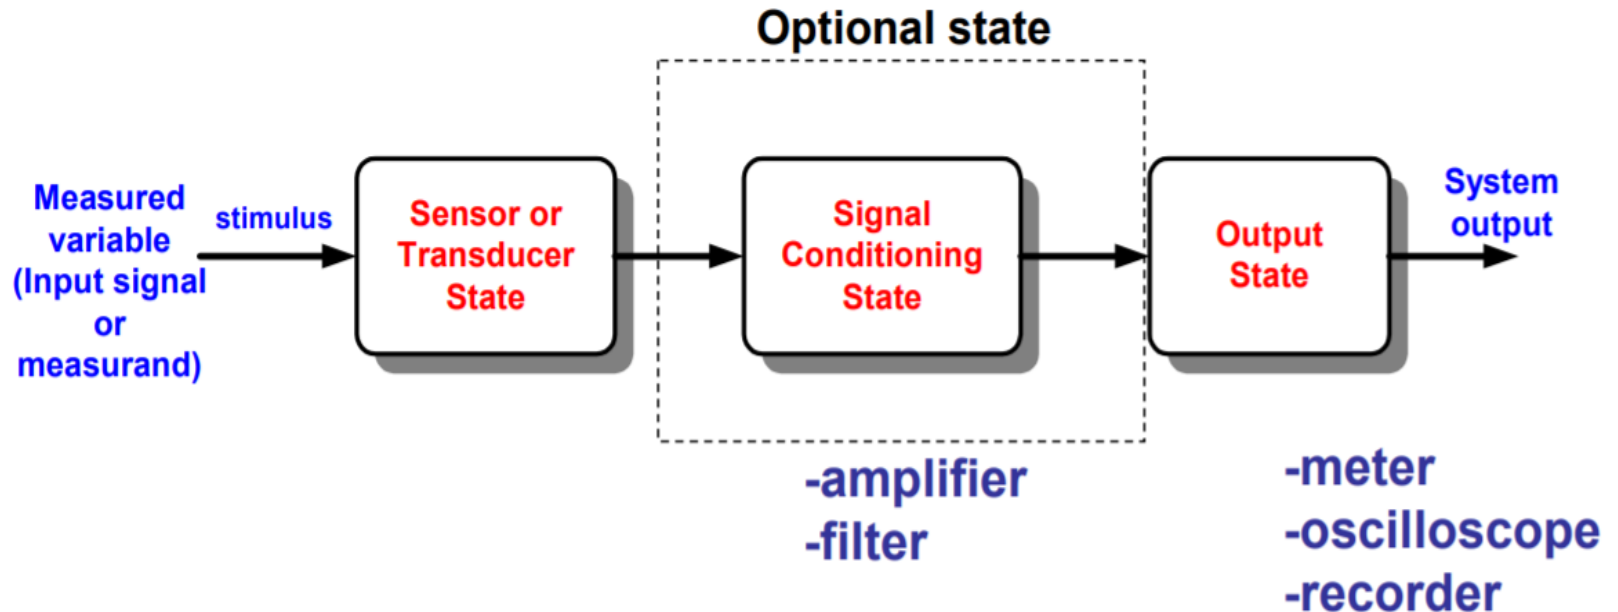 Optional state
Measured
variable
(Input signal
or
measurand)
stimulus
Sensor or
Transducer
State
Signal
Conditioning
State
Output
State
System
output
-amplifier
-filter
-meter
-oscilloscope
-recorder